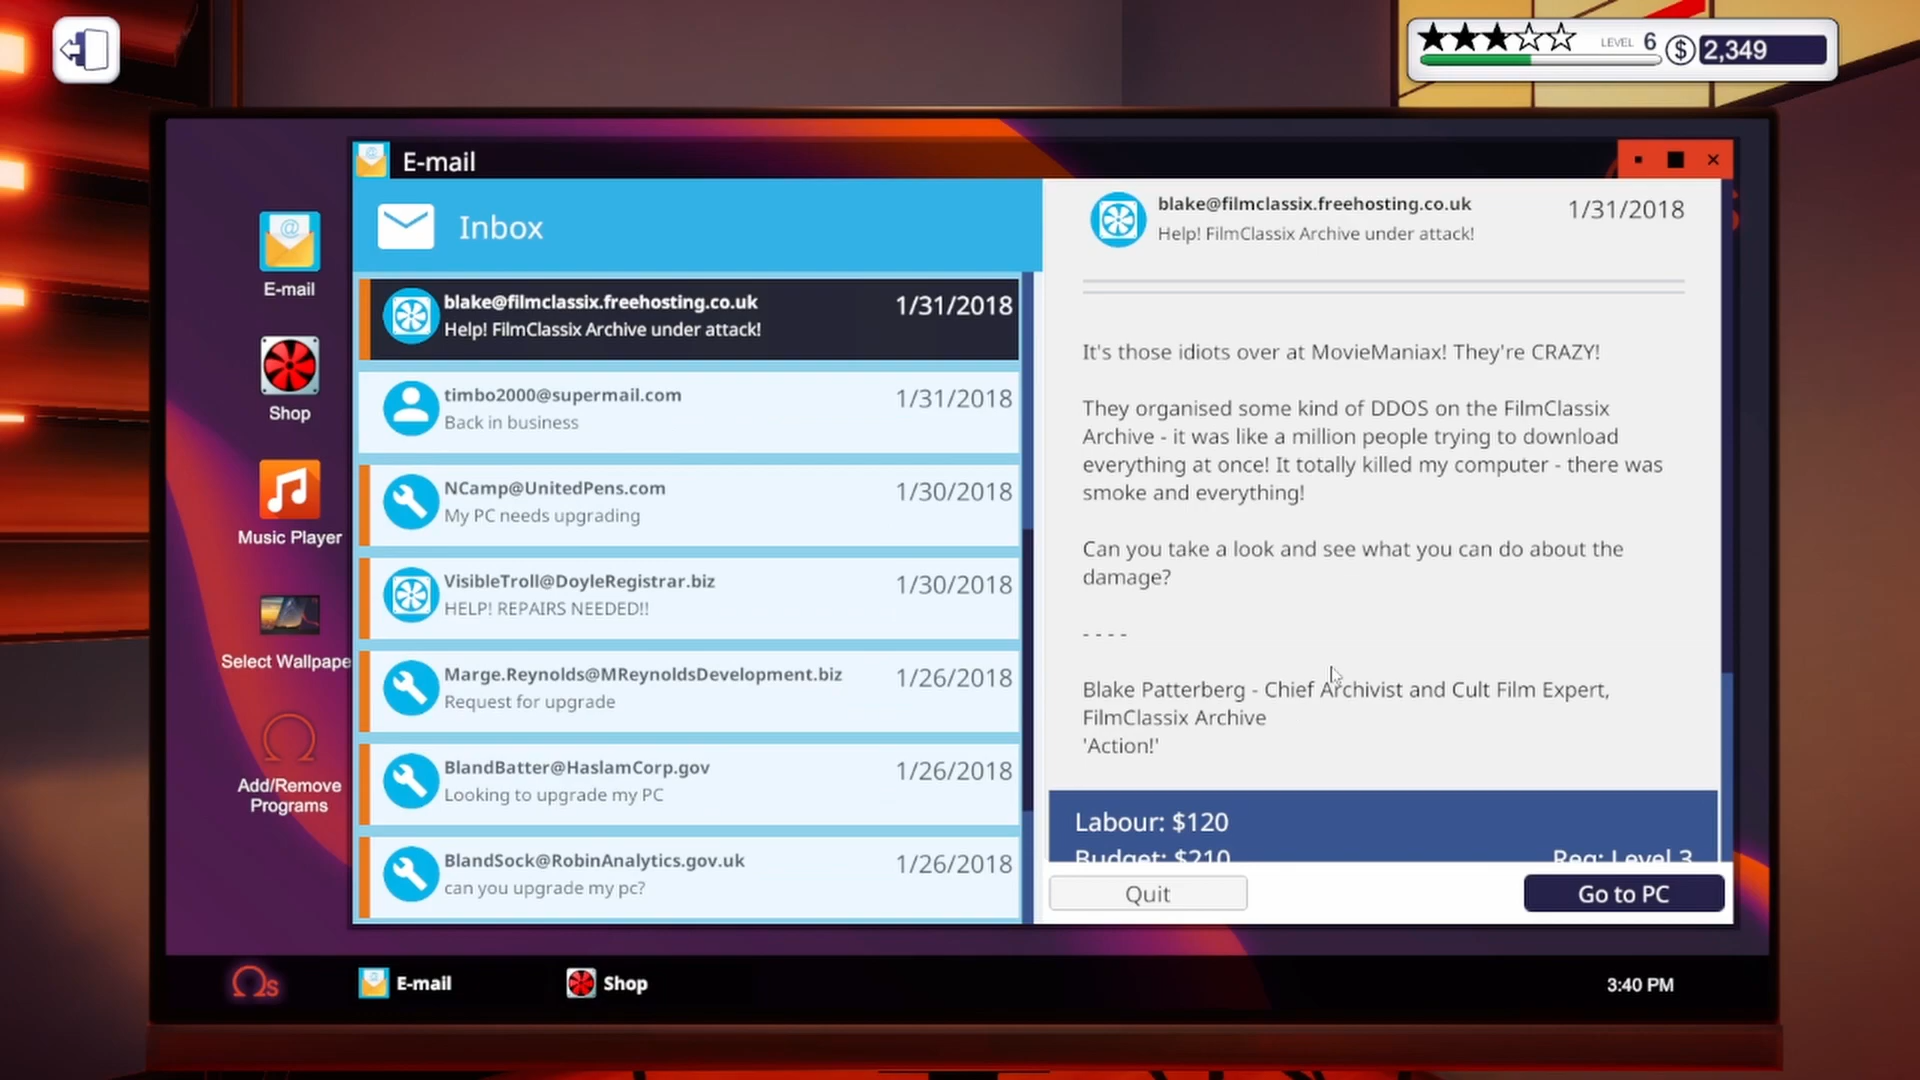 LEVEL 6
$ 2,349
E-mail
Inbox
E-mail
Shop
Music Player
Select Wallpape
Add/Remove
Programs
blake@filmclassix.freehosting.co.uk
1/31/2018
Help! FilmClassix Archive under attack!
timbo2000@supermail.com
1/31/2018
Back in business
NCamp@UnitedPens.com
1/30/2018
My PC needs upgrading
VisibleTroll@DoyleRegistrar.biz
1/30/2018
HELP! REPAIRS NEEDED!!
Marge.Reynolds@MReynoldsDevelopment.biz
1/26/2018
Request for upgrade
BlandBatter@HaslamCorp.gov
1/26/2018
Looking to upgrade my PC
BlandSock@RobinAnalytics.gov.uk
1/26/2018
can you upgrade my pc?
blake@filmclassix.freehosting.co.uk
1/31/2018
Help! FilmClassix Archive under attack!
It's those idiots over at MovieManiax! They're CRAZY!
They organised some kind of DDOS on the FilmClassix
Archive - it was like a million people trying to download
everything at once! It totally killed my computer - there was
smoke and everything!
Can you take a look and see what you can do about the
damage?
- - - -
Blake Patterberg - Chief Archivist and Cult Film Expert,
FilmClassix Archive
'Action!'
Labour: $120
Budget: $210
Req: Level 3
Quit
Go to PC
Ωs
E-mail
Shop
3:40 PM